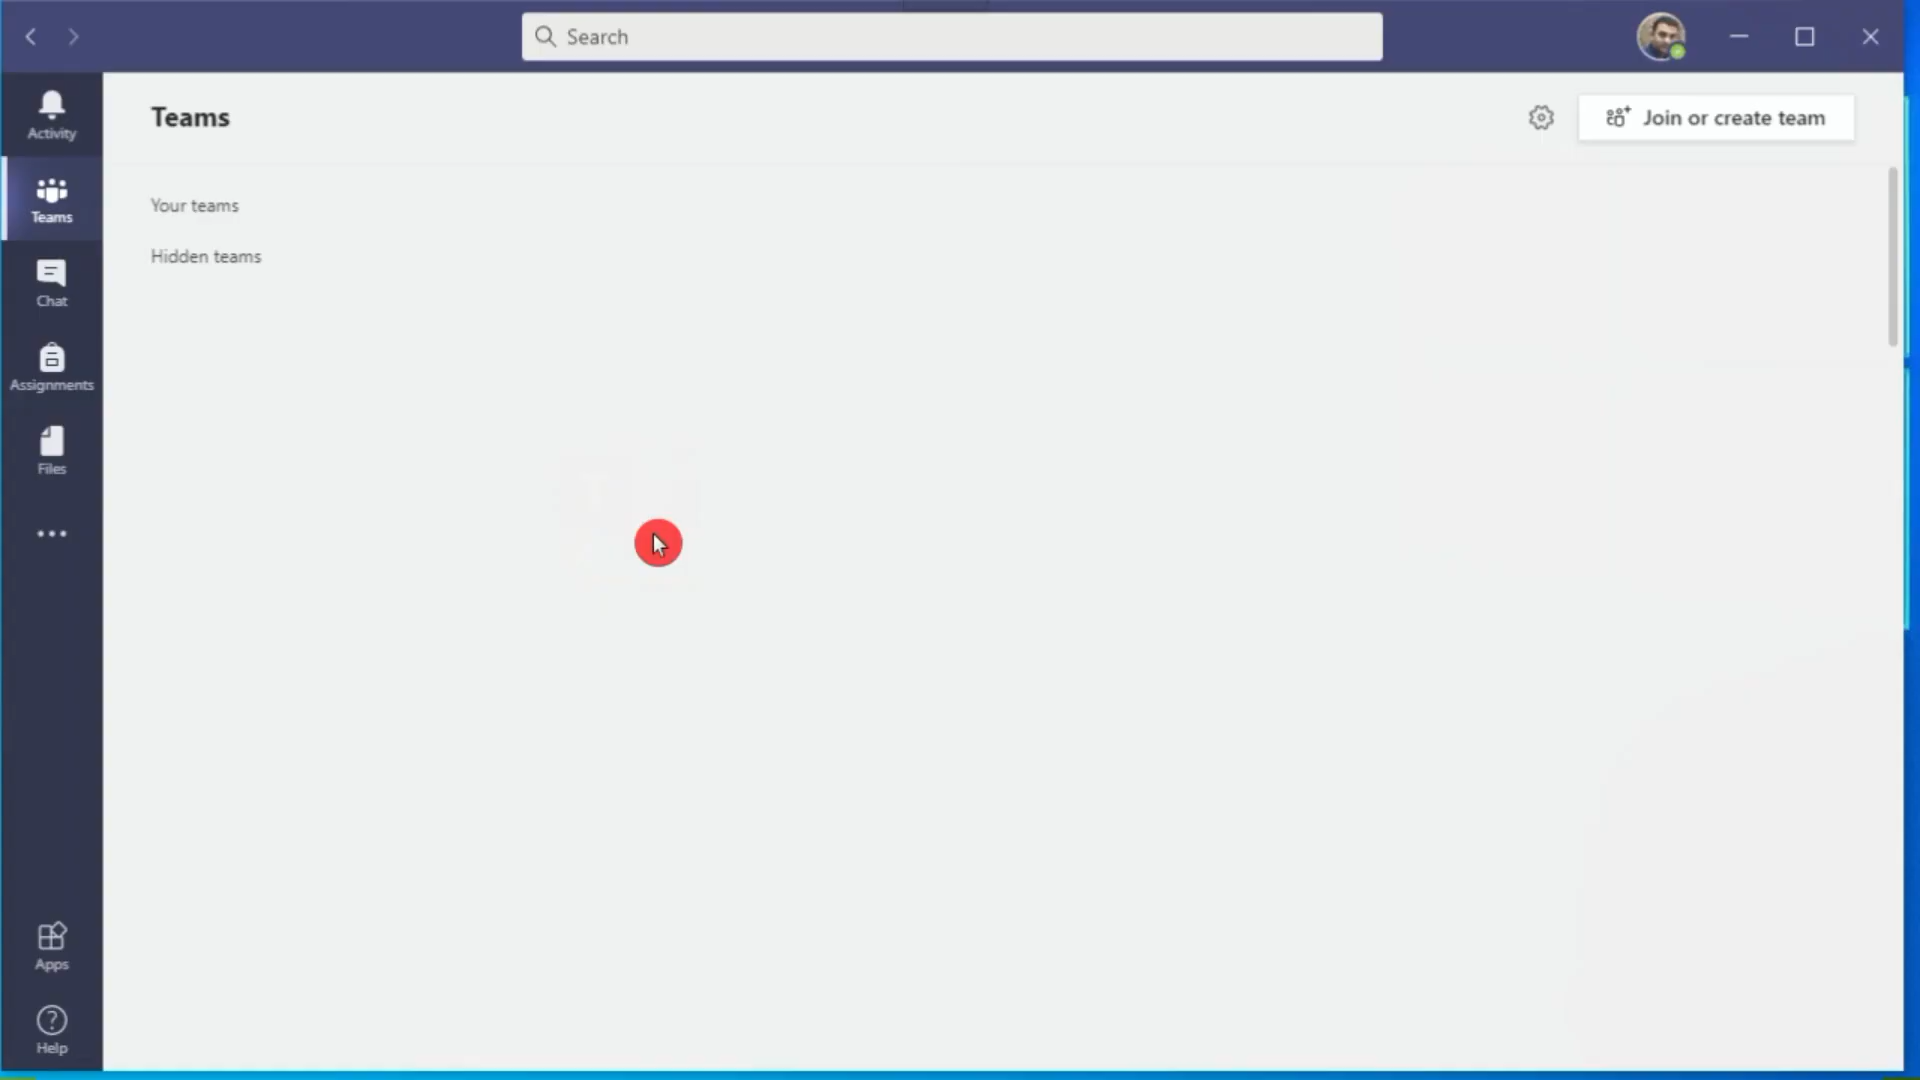 Search
Activity
Teams
Chat
Assignments
Files
Apps
Help
Teams
Join or create team
Your teams
Hidden teams